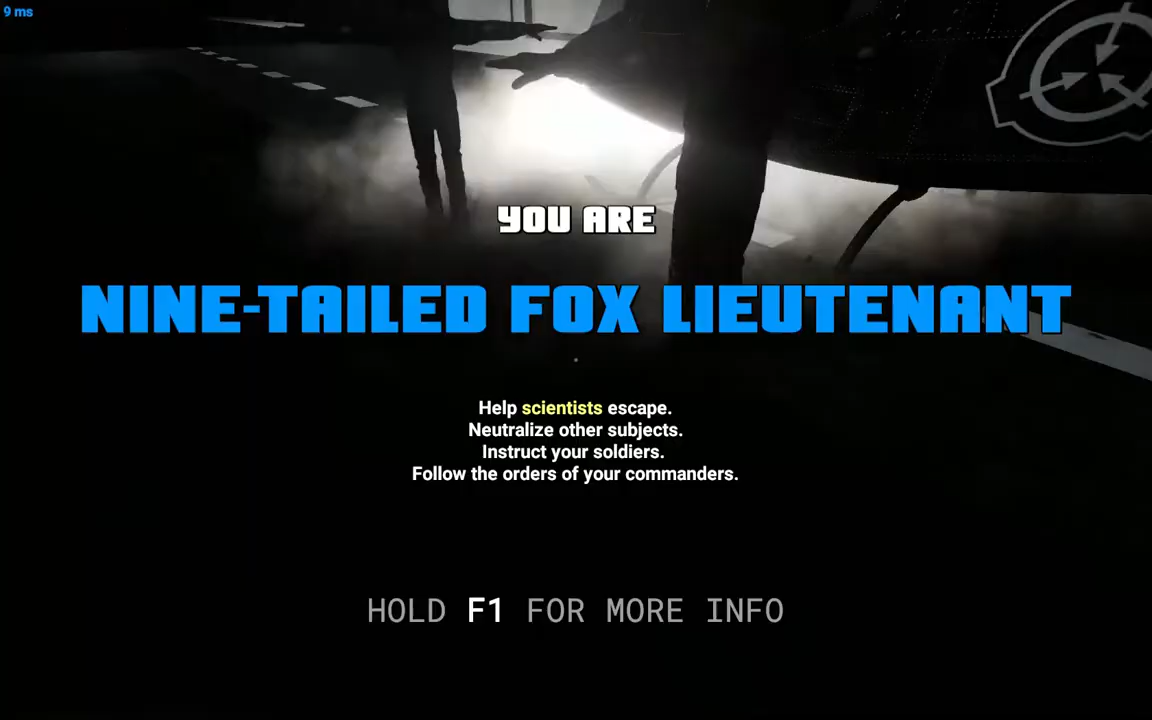 9 ms
YOU ARE
NINE-TAILED FOX LIEUTENANT
Help scientists escape.
Neutralize other subjects.
Instruct your soldiers.
Follow the orders of your commanders.
HOLD F1 FOR MORE INFO